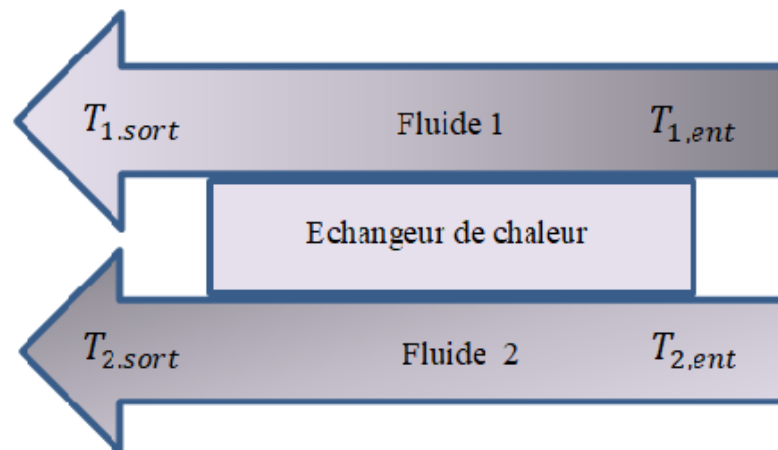 T1.sort Fluide 1 T1,ent
Echangeur de chaleur
T2.sort Fluide 2 T2,ent